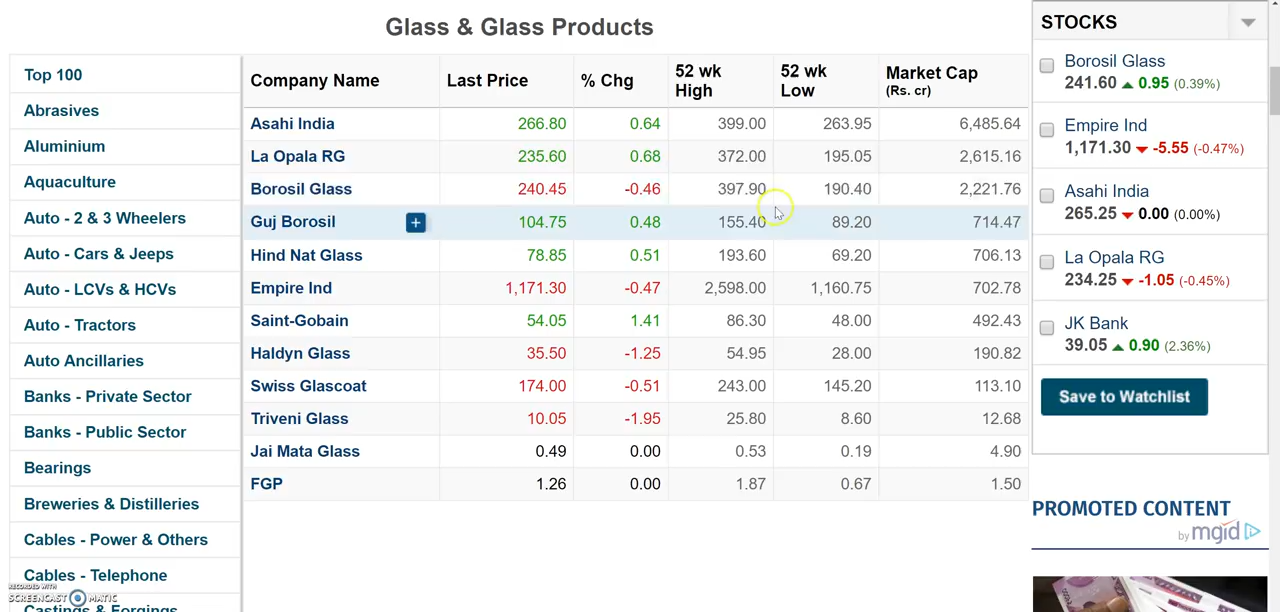 Glass & Glass Products
Top 100
Abrasives
Aluminium
Aquaculture
Auto - 2 & 3 Wheelers
Auto - Cars & Jeeps
Auto - LCVs & HCVs
Auto - Tractors
Auto Ancillaries
Banks - Private Sector
Banks - Public Sector
Bearings
Breweries & Distilleries
Cables - Power & Others
Cables - Telephone
Castings & Forgings
Company Name Last Price % Chg 52 wk High 52 wk Low Market Cap (Rs. cr)
Asahi India 266.80 0.64 399.00 263.95 6,485.64
La Opala RG 235.60 0.68 372.00 195.05 2,615.16
Borosil Glass 240.45 -0.46 397.90 190.40 2,221.76
Guj Borosil + 104.75 0.48 155.40 89.20 714.47
Hind Nat Glass 78.85 0.51 193.60 69.20 706.13
Empire Ind 1,171.30 -0.47 2,598.00 1,160.75 702.78
Saint-Gobain 54.05 1.41 86.30 48.00 492.43
Haldyn Glass 35.50 -1.25 54.95 28.00 190.82
Swiss Glascoat 174.00 -0.51 243.00 145.20 113.10
Triveni Glass 10.05 -1.95 25.80 8.60 12.68
Jai Mata Glass 0.49 0.00 0.53 0.19 4.90
FGP 1.26 0.00 1.87 0.67 1.50
STOCKS
Borosil Glass
241.60 ▲ 0.95 (0.39%)
Empire Ind
1,171.30 ▼ -5.55 (-0.47%)
Asahi India
265.25 ▼ 0.00 (0.00%)
La Opala RG
234.25 ▼ -1.05 (-0.45%)
JK Bank
39.05 ▲ 0.90 (2.36%)
Save to Watchlist
PROMOTED CONTENT
by mgid
RECORDED WITH
SCREENCAST MATIC